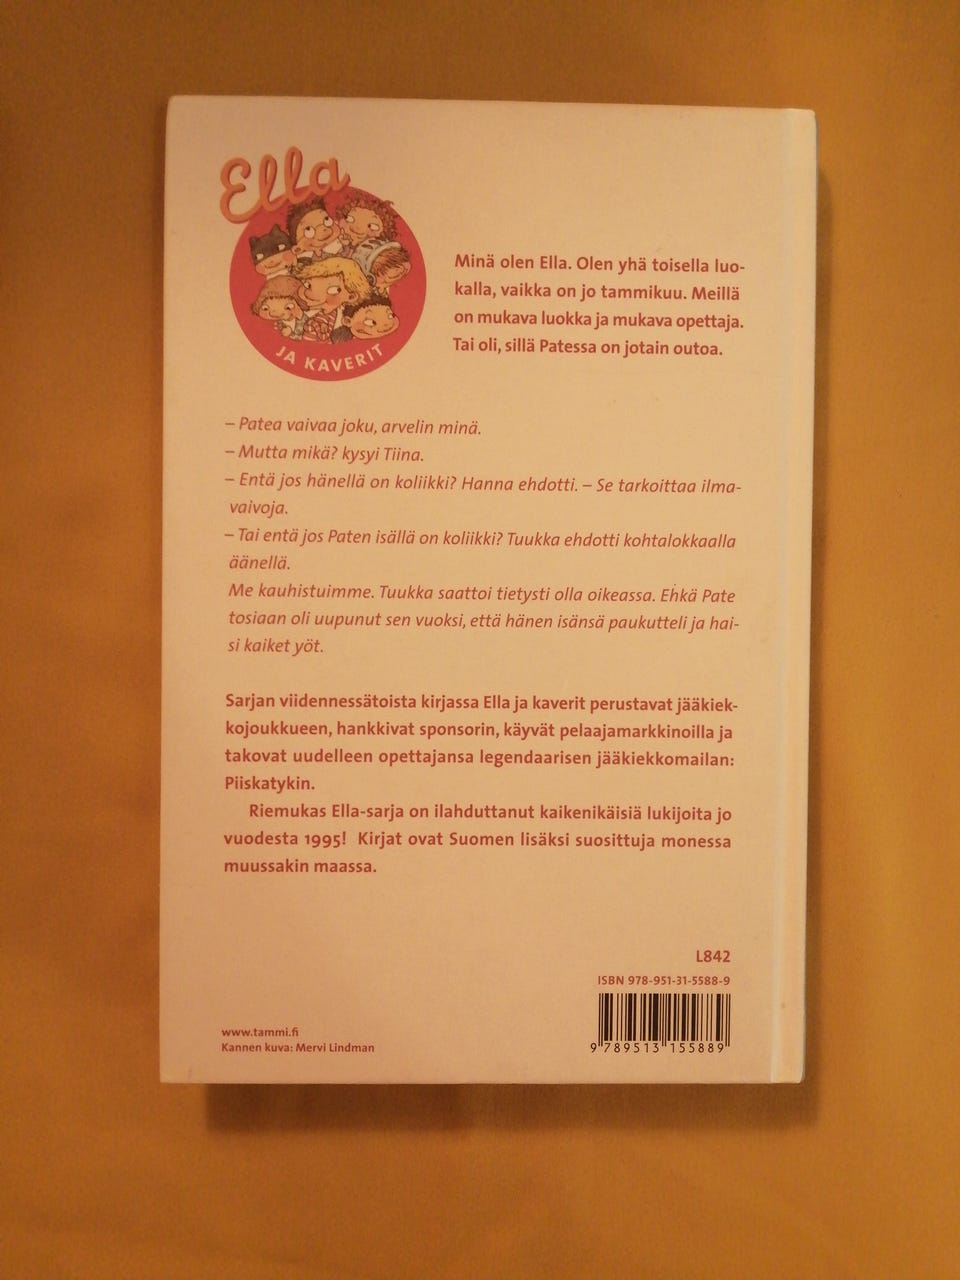 Ella
JA KAVERIT
Minä olen Ella. Olen yhä toisella luo-
kalla, vaikka on jo tammikuu. Meillä
on mukava luokka ja mukava opettaja.
Tai oli, sillä Patessa on jotain outoa.
– Patea vaivaa joku, arvelin minä.
– Mutta mikä? kysyi Tiina.
– Entä jos hänellä on koliikki? Hanna ehdotti. – Se tarkoittaa ilma-
vaivoja.
– Tai entä jos Paten isällä on koliikki? Tuukka ehdotti kohtalokkaalla
äänellä.
Me kauhistuimme. Tuukka saattoi tietysti olla oikeassa. Ehkä Pate
tosiaan oli uupunut sen vuoksi, että hänen isänsä paukutteli ja hai-
si kaiket yöt.
Sarjan viidennessätoista kirjassa Ella ja kaverit perustavat jääkiek-
kojoukkueen, hankkivat sponsorin, käyvät pelaajamarkkinoilla ja
takovat uudelleen opettajansa legendaarisen jääkiekkomailan:
Piiskatykin.
Riemukas Ella-sarja on ilahduttanut kaikenikäisiä lukijoita jo
vuodesta 1995! Kirjat ovat Suomen lisäksi suosittuja monessa
muussakin maassa.
L842
ISBN 978-951-31-5588-9
9 789513 155889
www.tammi.fi
Kannen kuva: Mervi Lindman